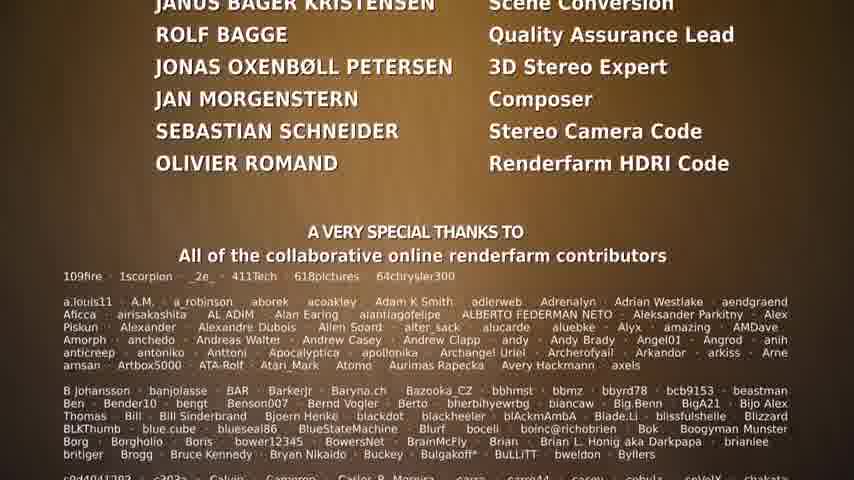 JANUS BAGER KRISTENSEN Scene Conversion
ROLF BAGGE Quality Assurance Lead
JONAS OXENBØLL PETERSEN 3D Stereo Expert
JAN MORGENSTERN Composer
SEBASTIAN SCHNEIDER Stereo Camera Code
OLIVIER ROMAND Renderfarm HDRI Code
A VERY SPECIAL THANKS TO
All of the collaborative online renderfarm contributors
109fire · 1scorpion · _2e_ · 411Tech · 618pictures 64chrysler300
a.louis11 · A.M. · a_robinson aborek acoakley Adam K Smith adlerweb Adrenalyn · Adrian Westlake · aendgraend
Aficca · airisakashita AL ADIM · Alan Earing aiantiagofelipe ALBERTO FEDERMAN NETO · Aleksander Parkitny · Alex
Piskun · Alexander · Alexandre Dubois · Allen Soard · alter_sack · alucarde aluebke · Alyx · amazing · AMDave
Amorph · anchedo · Andreas Walter · Andrew Casey · Andrew Clapp · andy · Andy Brady · Angel01 · Angrod · anih
anticreep · antoniko · Anttoni · Apocalyptica · apollonika · Archangel Uriel · Archerofyail · Arkandor · arkiss · Arne
amsan · Artbox5000 · ATA-Rolf · Atari_Mark Atomo Aurimas Rapecka Avery Hackmann · axels
B Johansson · banjolasse · BAR · BarkerJr · Baryna.ch Bazooka_CZ · bbhmst · bbmz · bbyrd78 · bcb9153 · beastman
Ben · Bender10 · bengt Benson007 · Bernd Vogler · Berto · bherbihyewrbg · biancaw · Big.Benn BigA21 · Bijo Alex
Thomas · Bill · Bill Sinderbrand · Bjoern Henke · blackdot blackheeler · blAckmAmbA · Blade.Li · blissfulshelle Blizzard
BLKThumb · blue.cube · blueseal86 · BlueStateMachine · Blurf bocell · boinc@richobrien · Bok · Boogyman Munster
Borg · Borgholio · Boris · bower12345 · BowersNet · BrainMcFly · Brian · Brian L. Honig aka Darkpapa · brianlee
britiger Brogg · Bruce Kennedy · Bryan Nikaido · Buckey · Bulgakoff* · BuLLiTT · bweldon · Byllers